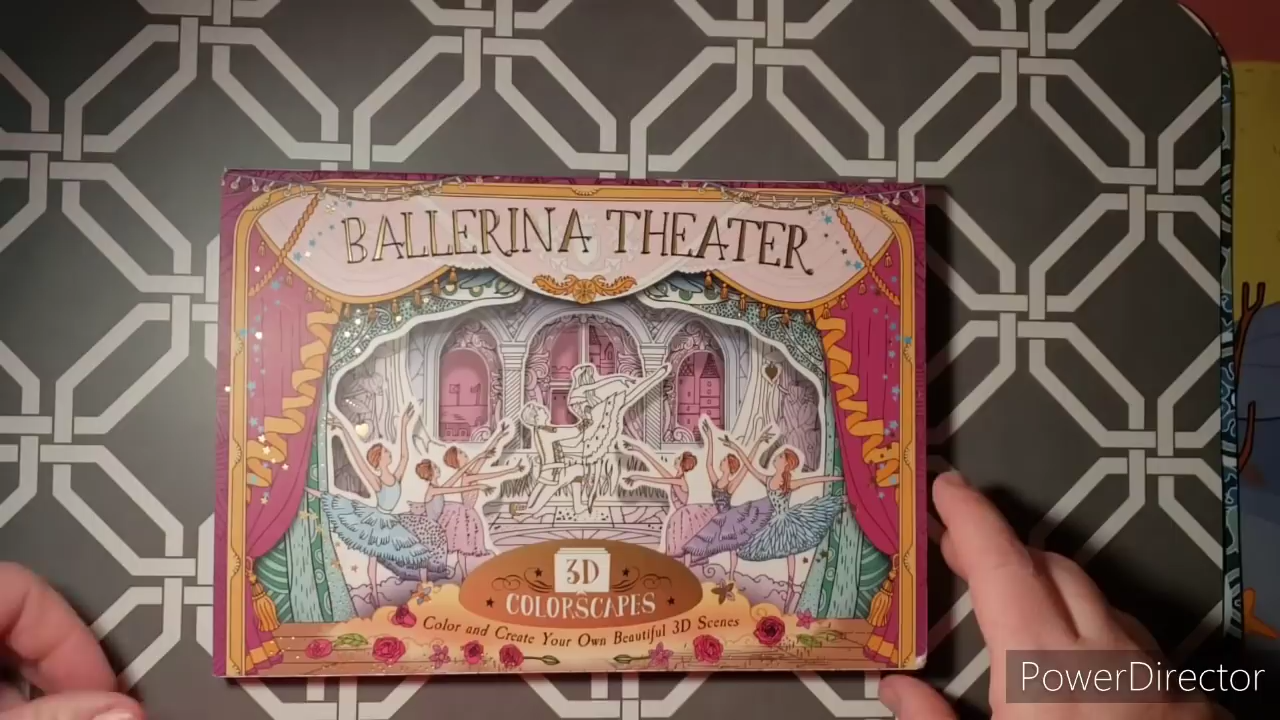 BALLERINA THEATER
3D
COLORSCAPES
Color and Create Your Own Beautiful 3D Scenes
PowerDirector